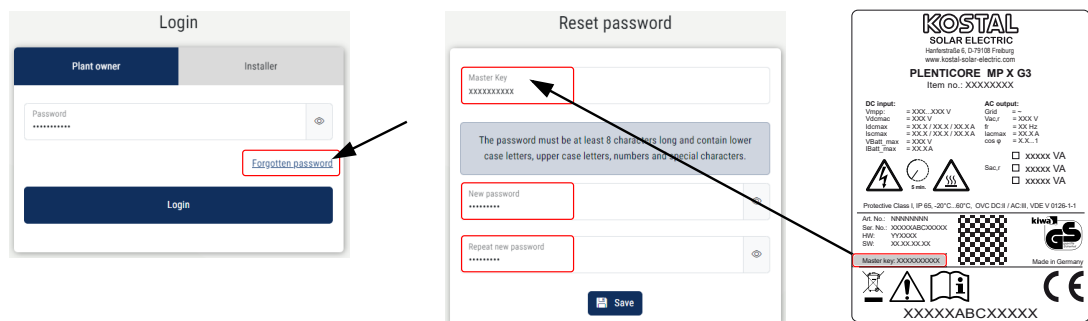 Login
Plant owner
Installer
Password
•••••••••••
Forgotten password
Login
Reset password
Master Key
xxxxxxxxxx
The password must be at least 8 characters long and contain lower
case letters, upper case letters, numbers and special characters.
New password
•••••••••
Repeat new password
•••••••••
Save
KOSTAL
SOLAR ELECTRIC
Hanferstraße 6, D-79108 Freiburg
www.kostal-solar-electric.com
PLENTICORE MP X G3
Item no.: XXXXXXXX
DC input:
Vmpp: = XXX...XXX V
Vdcmax = XXX V
Idcmax = XX.X / XX.X / XX.X A
Iscmax = XX.X / XX.X / XX.X A
VBatt_max = XXX V
IBatt_max = XX.X A
AC output:
Grid = ~
Vac,r = XXX V
fr = XX Hz
Iacmax = XX.X A
cos φ = X.X...1
Sac,r
xxxxx VA
xxxxx VA
xxxxx VA
5 min.
Protective Class I, IP 65, -20°C...60°C, OVC DC:II / AC:III, VDE V 0126-1-1
Art. No.: NNNNNNNN
Ser. No.: XXXXXABCXXXXX
HW: YYXXXX
SW: XX.XX.XX.XX
Master key: XXXXXXXXXX
kiwa
GS
Made in Germany
CE
XXXXXABCXXXXX